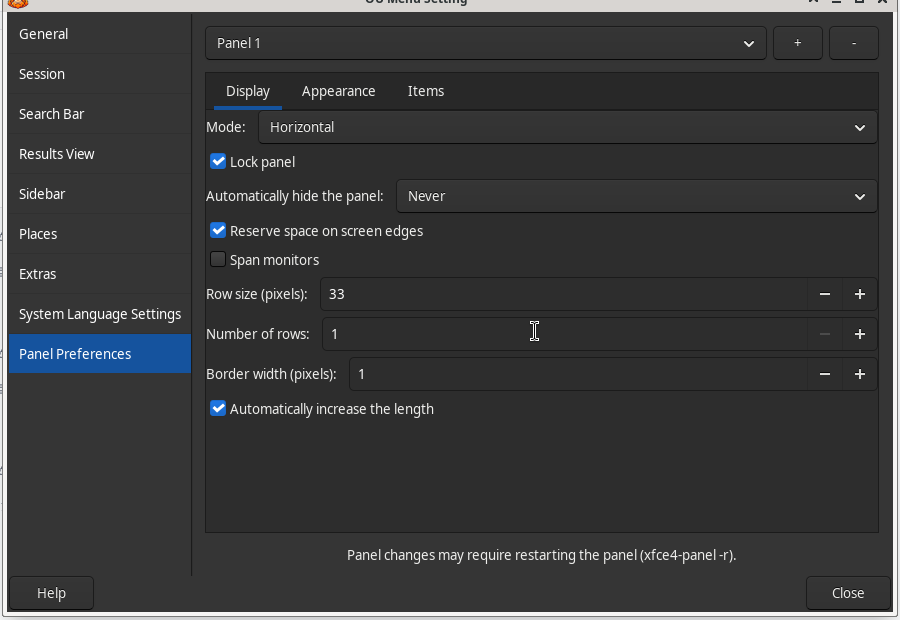 OS Menu Setting
General
Session
Search Bar
Results View
Sidebar
Places
Extras
System Language Settings
Panel Preferences
Panel 1
+
-
Display Appearance Items
Mode: Horizontal
Lock panel
Automatically hide the panel: Never
Reserve space on screen edges
Span monitors
Row size (pixels): 33 − +
Number of rows: 1 − +
Border width (pixels): 1 − +
Automatically increase the length
Panel changes may require restarting the panel (xfce4-panel -r).
Help
Close